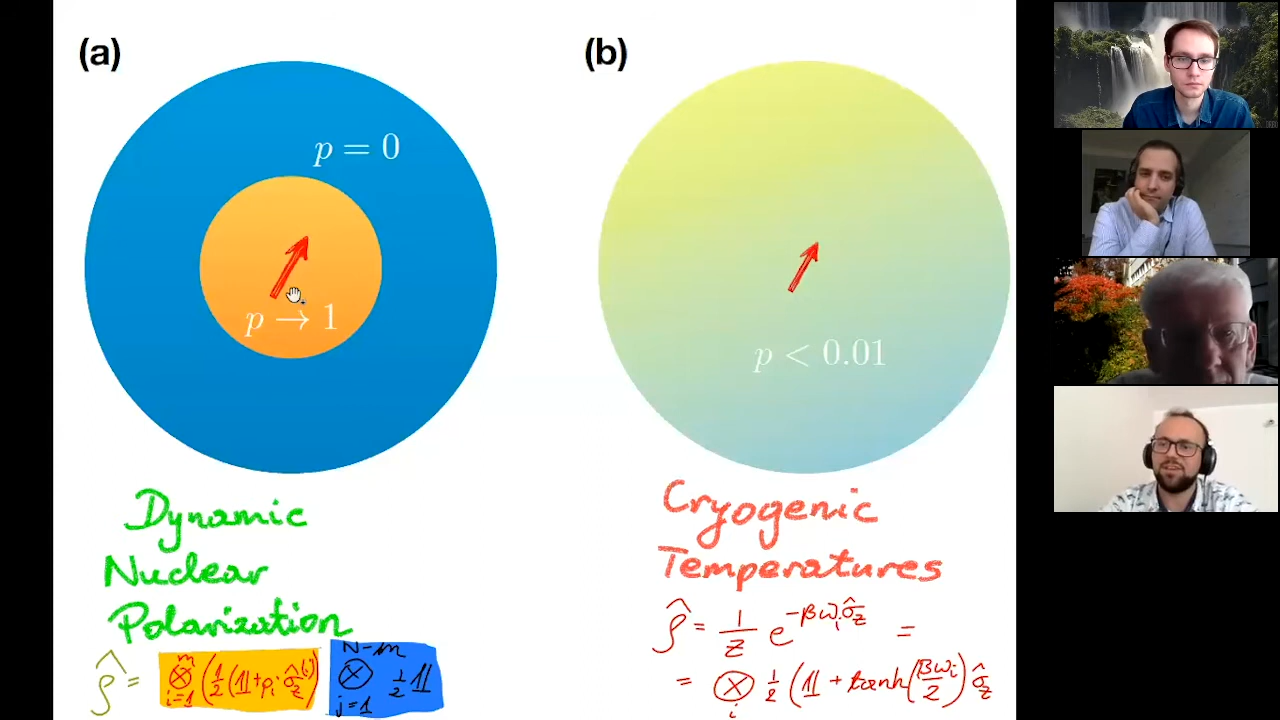 (a)
p = 0
p → 1
Dynamic
Nuclear
Polarization
ρ̂ = ⊗_{i=1}^{m} (½(𝟙+p_i·σ̂_z^{(i)}) ⊗_{j=1}^{N-m} ½ 𝟙
(b)
p < 0.01
Cryogenic
Temperatures
ρ̂ = 1/Z e^{-βω_i σ̂_z} =
= ⊗_i ½ (𝟙 + tanh(βω_i/2) σ̂_z